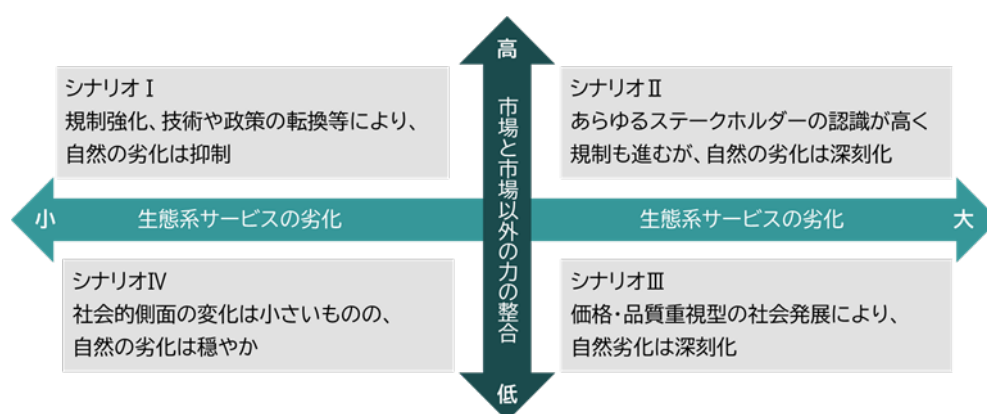 高
シナリオⅠ
規制強化、技術や政策の転換等により、
自然の劣化は抑制
シナリオⅡ
あらゆるステークホルダーの認識が高く
規制も進むが、自然の劣化は深刻化
市場と市場以外の力の整合
小
生態系サービスの劣化
生態系サービスの劣化
大
シナリオⅣ
社会的側面の変化は小さいものの、
自然の劣化は穏やか
シナリオⅢ
価格・品質重視型の社会発展により、
自然劣化は深刻化
低